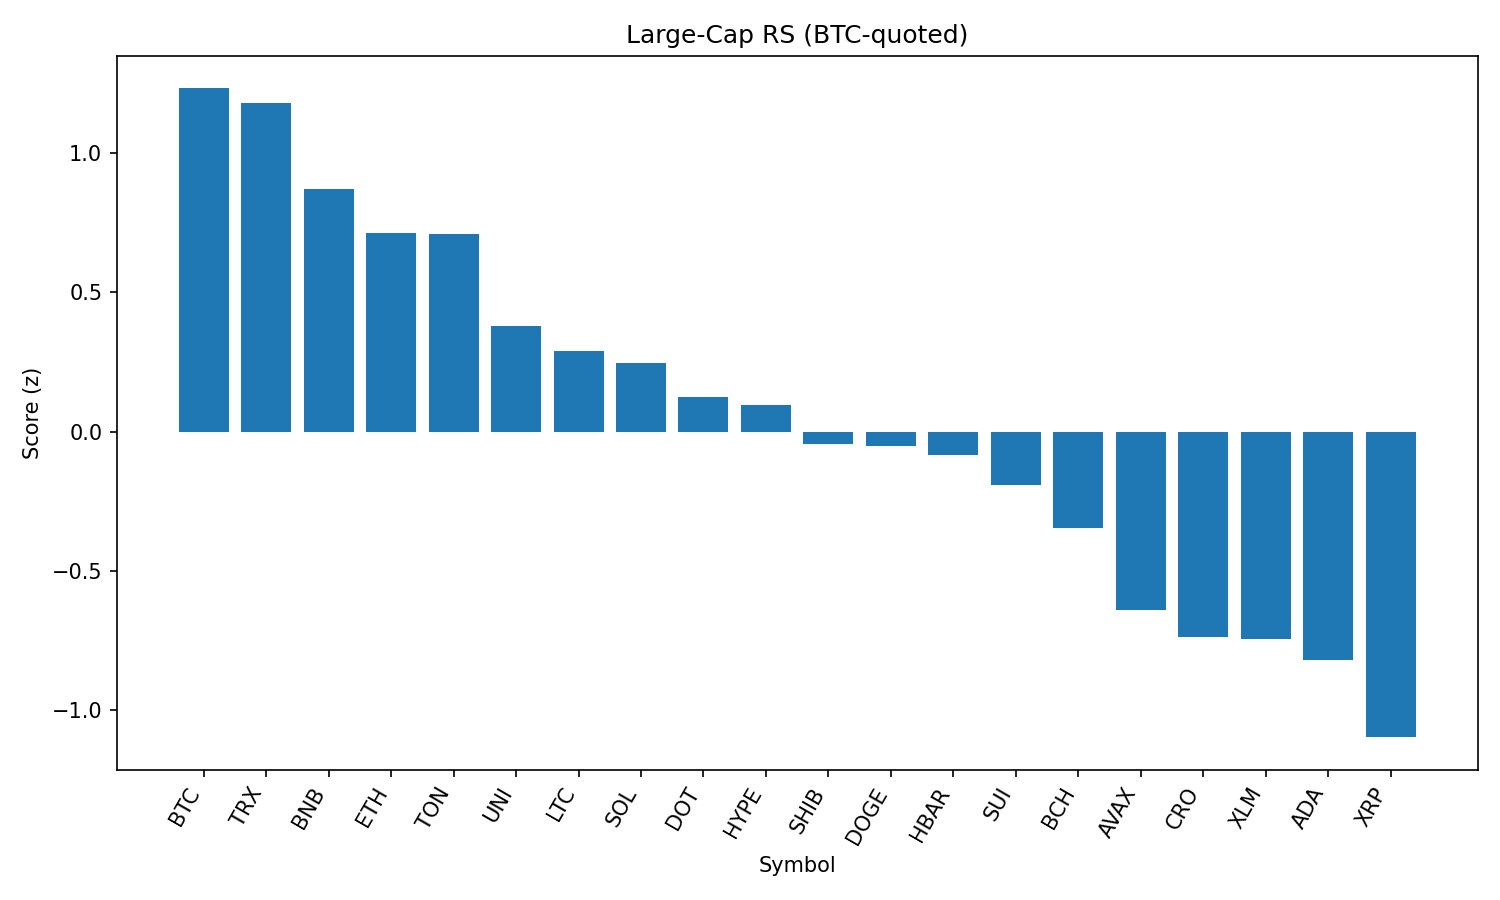 Large-Cap RS (BTC-quoted)
1.0
0.5
0.0
−0.5
−1.0
Score (z)
BTC
TRX
BNB
ETH
TON
UNI
LTC
SOL
DOT
HYPE
SHIB
DOGE
HBAR
SUI
BCH
AVAX
CRO
XLM
ADA
XRP
Symbol